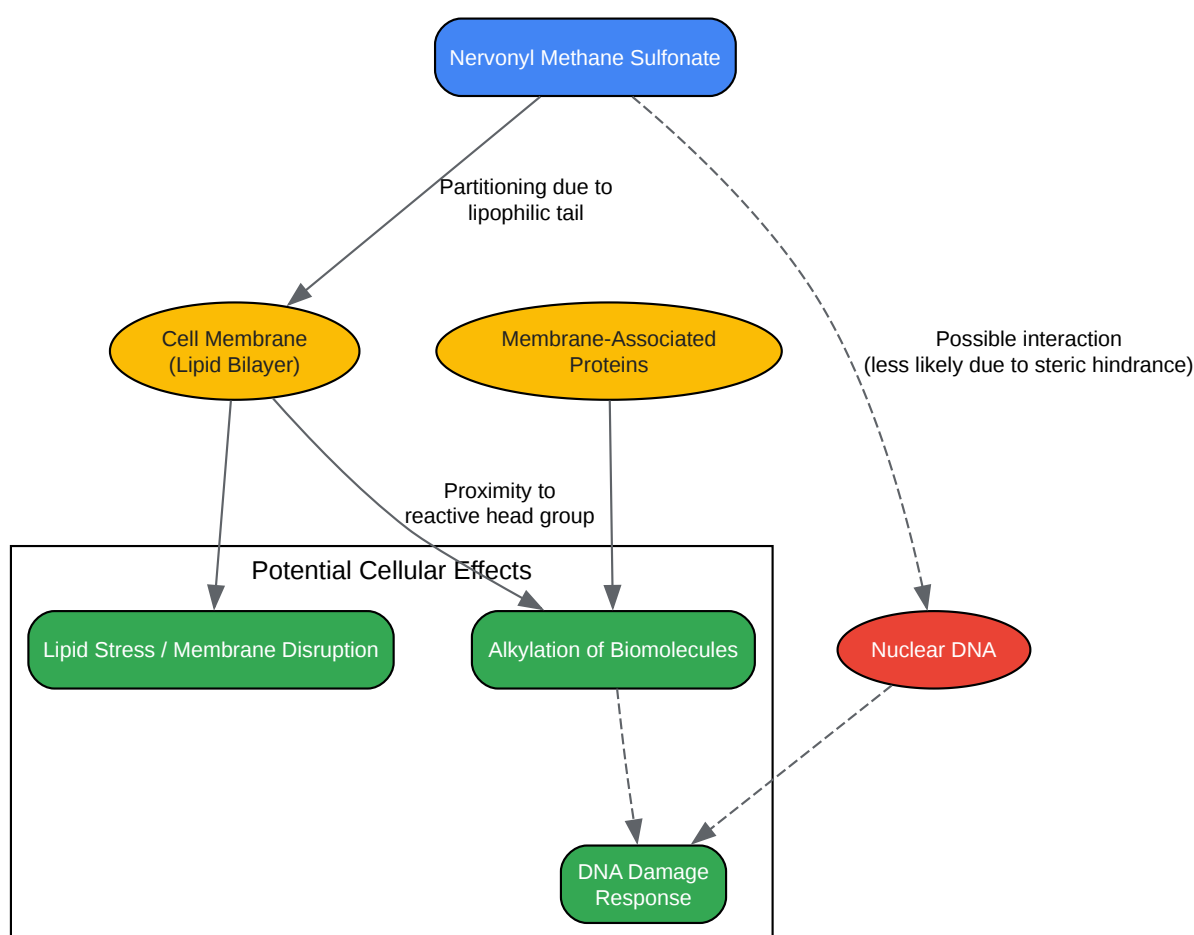 Nervonyl Methane Sulfonate
Partitioning due to
lipophilic tail
Cell Membrane
(Lipid Bilayer)
Membrane-Associated
Proteins
Possible interaction
(less likely due to steric hindrance)
Proximity to
reactive head group
Potential Cellular Effects
Lipid Stress / Membrane Disruption
Alkylation of Biomolecules
Nuclear DNA
DNA Damage
Response